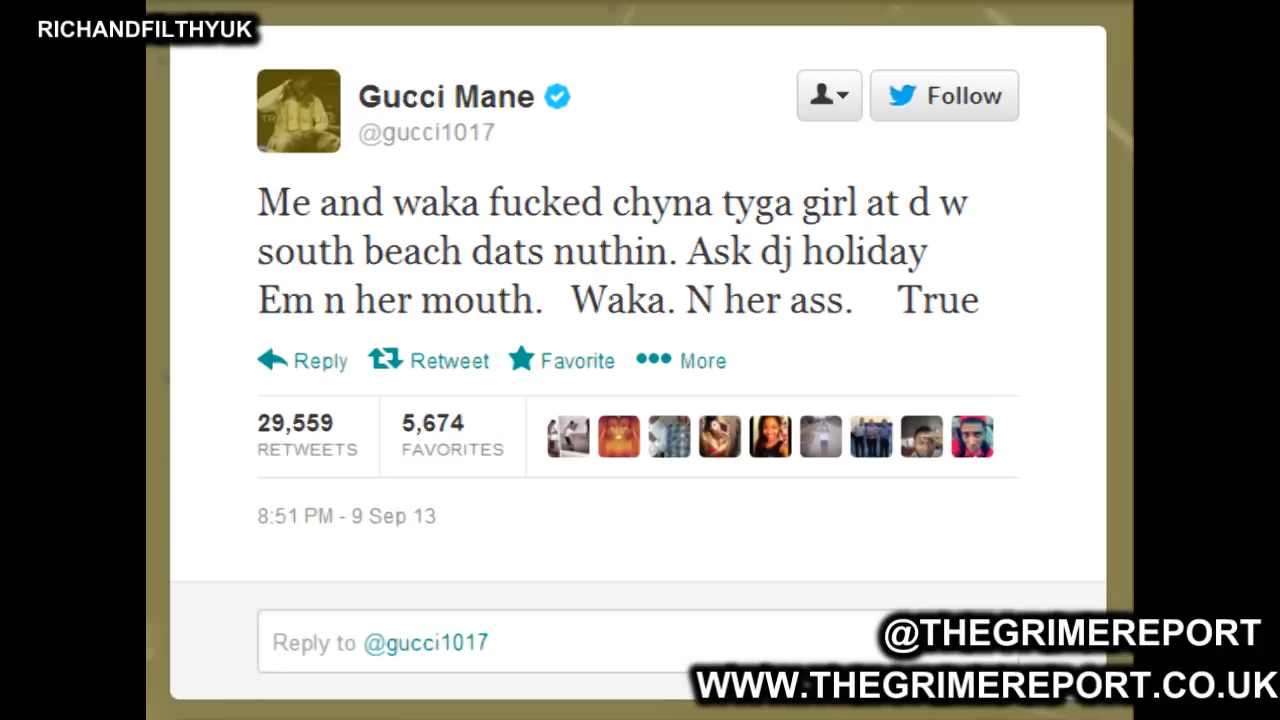 RICHANDFILTHYUK
Gucci Mane
@gucci1017
Follow
Me and waka fucked chyna tyga girl at d w
south beach dats nuthin. Ask dj holiday
Em n her mouth.   Waka. N her ass.     True
Reply Retweet Favorite More
29,559 5,674
RETWEETS FAVORITES
8:51 PM - 9 Sep 13
Reply to @gucci1017
@THEGRIMEREPORT
WWW.THEGRIMEREPORT.CO.UK